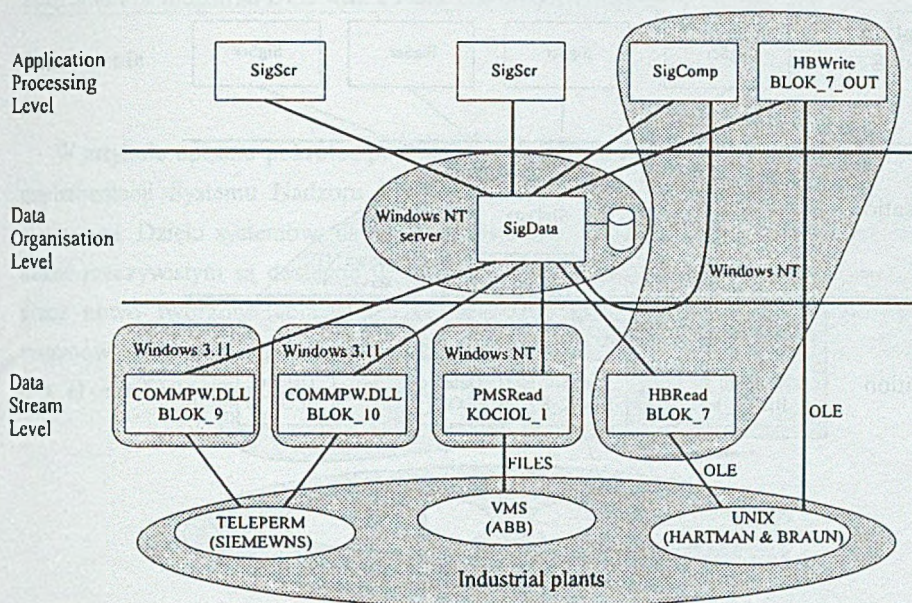 Application
Processing
Level
SigScr
SigScr
SigComp
HBWrite
BLOK_7_OUT
Data
Organisation
Level
Windows NT
server
SigData
Windows NT
Windows 3.11
Windows 3.11
Windows NT
Data
Stream
Level
COMMPW.DLL
BLOK_9
COMMPW.DLL
BLOK_10
PMSRead
KOCIOL_1
HBRead
BLOK_7
OLE
FILES
OLE
TELEPERM
(SIEMEWNS)
VMS
(ABB)
UNIX
(HARTMAN & BRAUN)
Industrial plants